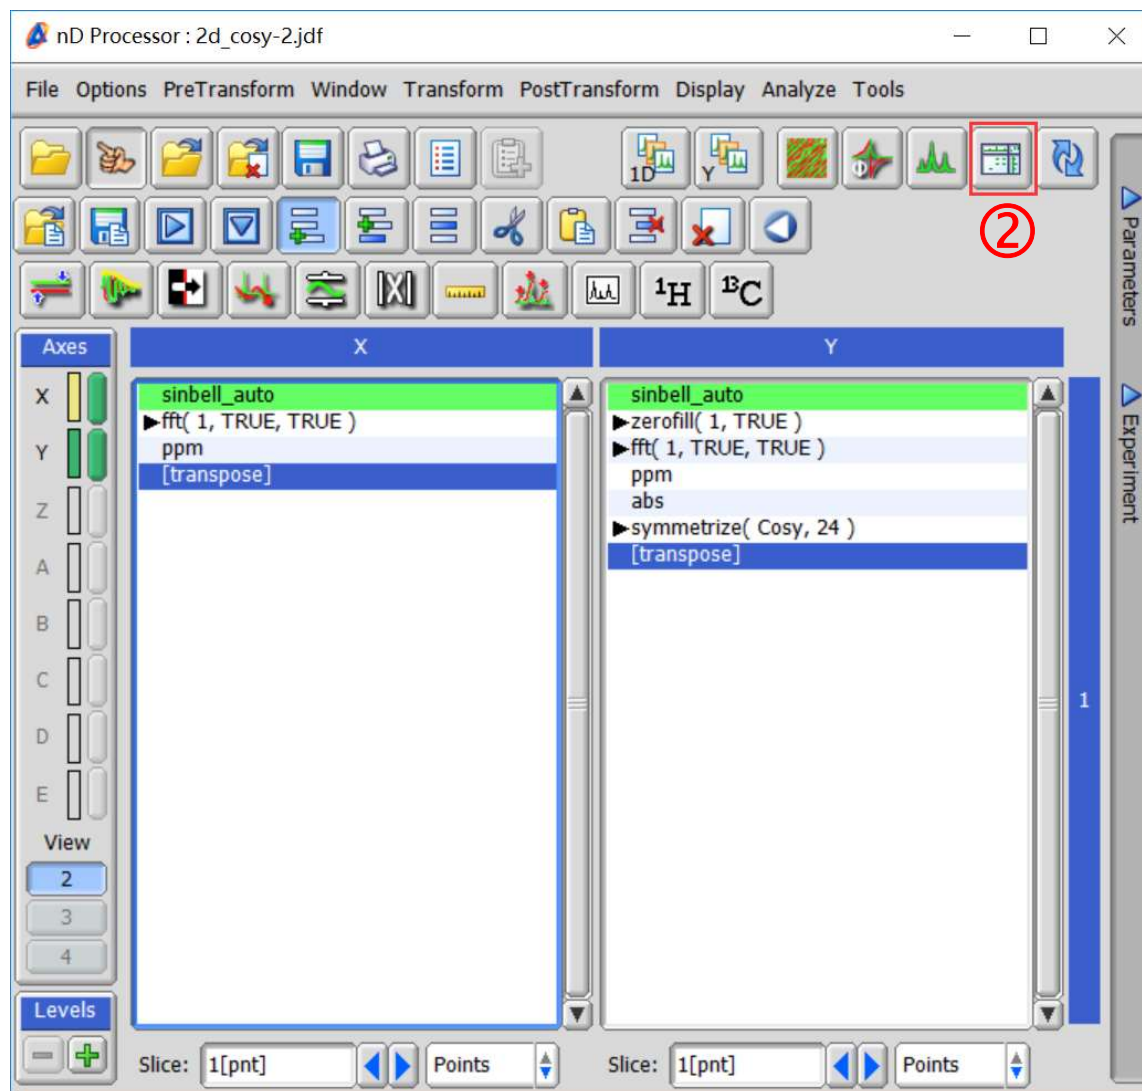 nD Processor : 2d_cosy-2.jdf
File Options PreTransform Window Transform PostTransform Display Analyze Tools
1D Y Φ
②
¹H ¹³C
Parameters
Experiment
Axes
X
Y
Z
A
B
C
D
E
View
2
3
4
Levels
X
sinbell_auto
▶fft( 1, TRUE, TRUE )
ppm
[transpose]
Slice: 1[pnt] Points
Y
sinbell_auto
▶zerofill( 1, TRUE )
▶fft( 1, TRUE, TRUE )
ppm
abs
▶symmetrize( Cosy, 24 )
[transpose]
Slice: 1[pnt] Points
1